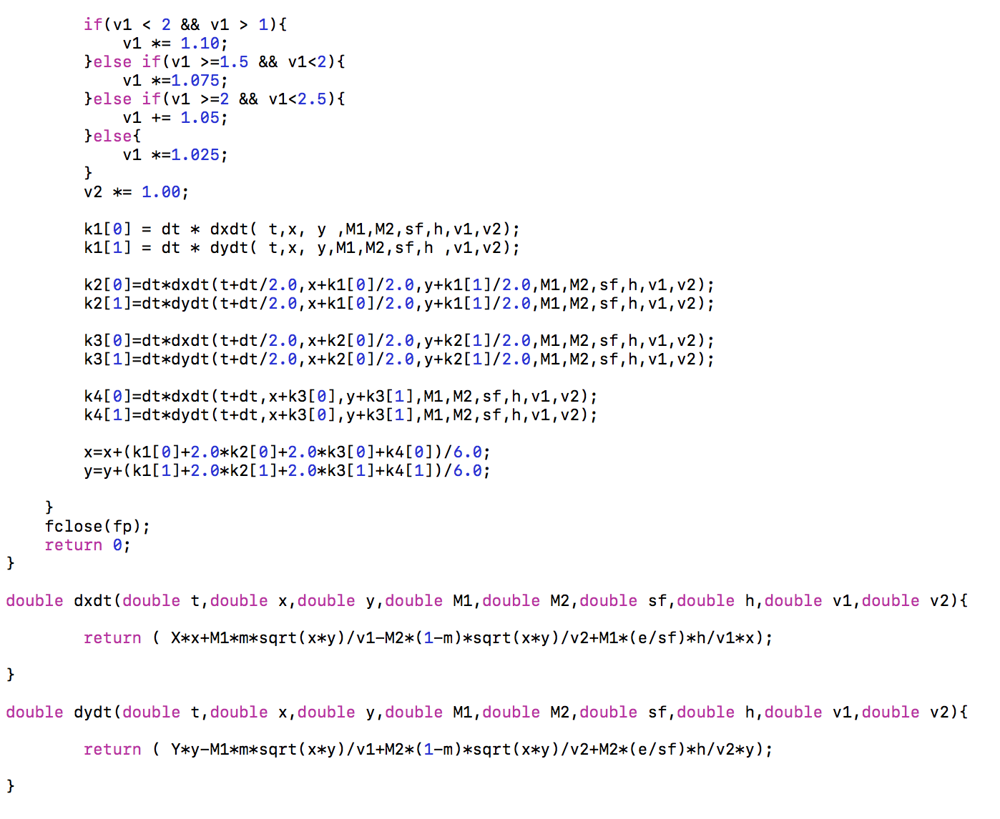 if(v1 < 2 && v1 > 1){
v1 *= 1.10;
}else if(v1 >=1.5 && v1<2){
v1 *=1.075;
}else if(v1 >=2 && v1<2.5){
v1 += 1.05;
}else{
v1 *=1.025;
}
v2 *= 1.00;
k1[0] = dt * dxdt( t,x, y ,M1,M2,sf,h,v1,v2);
k1[1] = dt * dydt( t,x, y,M1,M2,sf,h ,v1,v2);
k2[0]=dt*dxdt(t+dt/2.0,x+k1[0]/2.0,y+k1[1]/2.0,M1,M2,sf,h,v1,v2);
k2[1]=dt*dydt(t+dt/2.0,x+k1[0]/2.0,y+k1[1]/2.0,M1,M2,sf,h,v1,v2);
k3[0]=dt*dxdt(t+dt/2.0,x+k2[0]/2.0,y+k2[1]/2.0,M1,M2,sf,h,v1,v2);
k3[1]=dt*dydt(t+dt/2.0,x+k2[0]/2.0,y+k2[1]/2.0,M1,M2,sf,h,v1,v2);
k4[0]=dt*dxdt(t+dt,x+k3[0],y+k3[1],M1,M2,sf,h,v1,v2);
k4[1]=dt*dydt(t+dt,x+k3[0],y+k3[1],M1,M2,sf,h,v1,v2);
x=x+(k1[0]+2.0*k2[0]+2.0*k3[0]+k4[0])/6.0;
y=y+(k1[1]+2.0*k2[1]+2.0*k3[1]+k4[1])/6.0;
}
fclose(fp);
return 0;
}
double dxdt(double t,double x,double y,double M1,double M2,double sf,double h,double v1,double v2){
return ( X*x+M1*m*sqrt(x*y)/v1-M2*(1-m)*sqrt(x*y)/v2+M1*(e/sf)*h/v1*x);
}
double dydt(double t,double x,double y,double M1,double M2,double sf,double h,double v1,double v2){
return ( Y*y-M1*m*sqrt(x*y)/v1+M2*(1-m)*sqrt(x*y)/v2+M2*(e/sf)*h/v2*y);
}